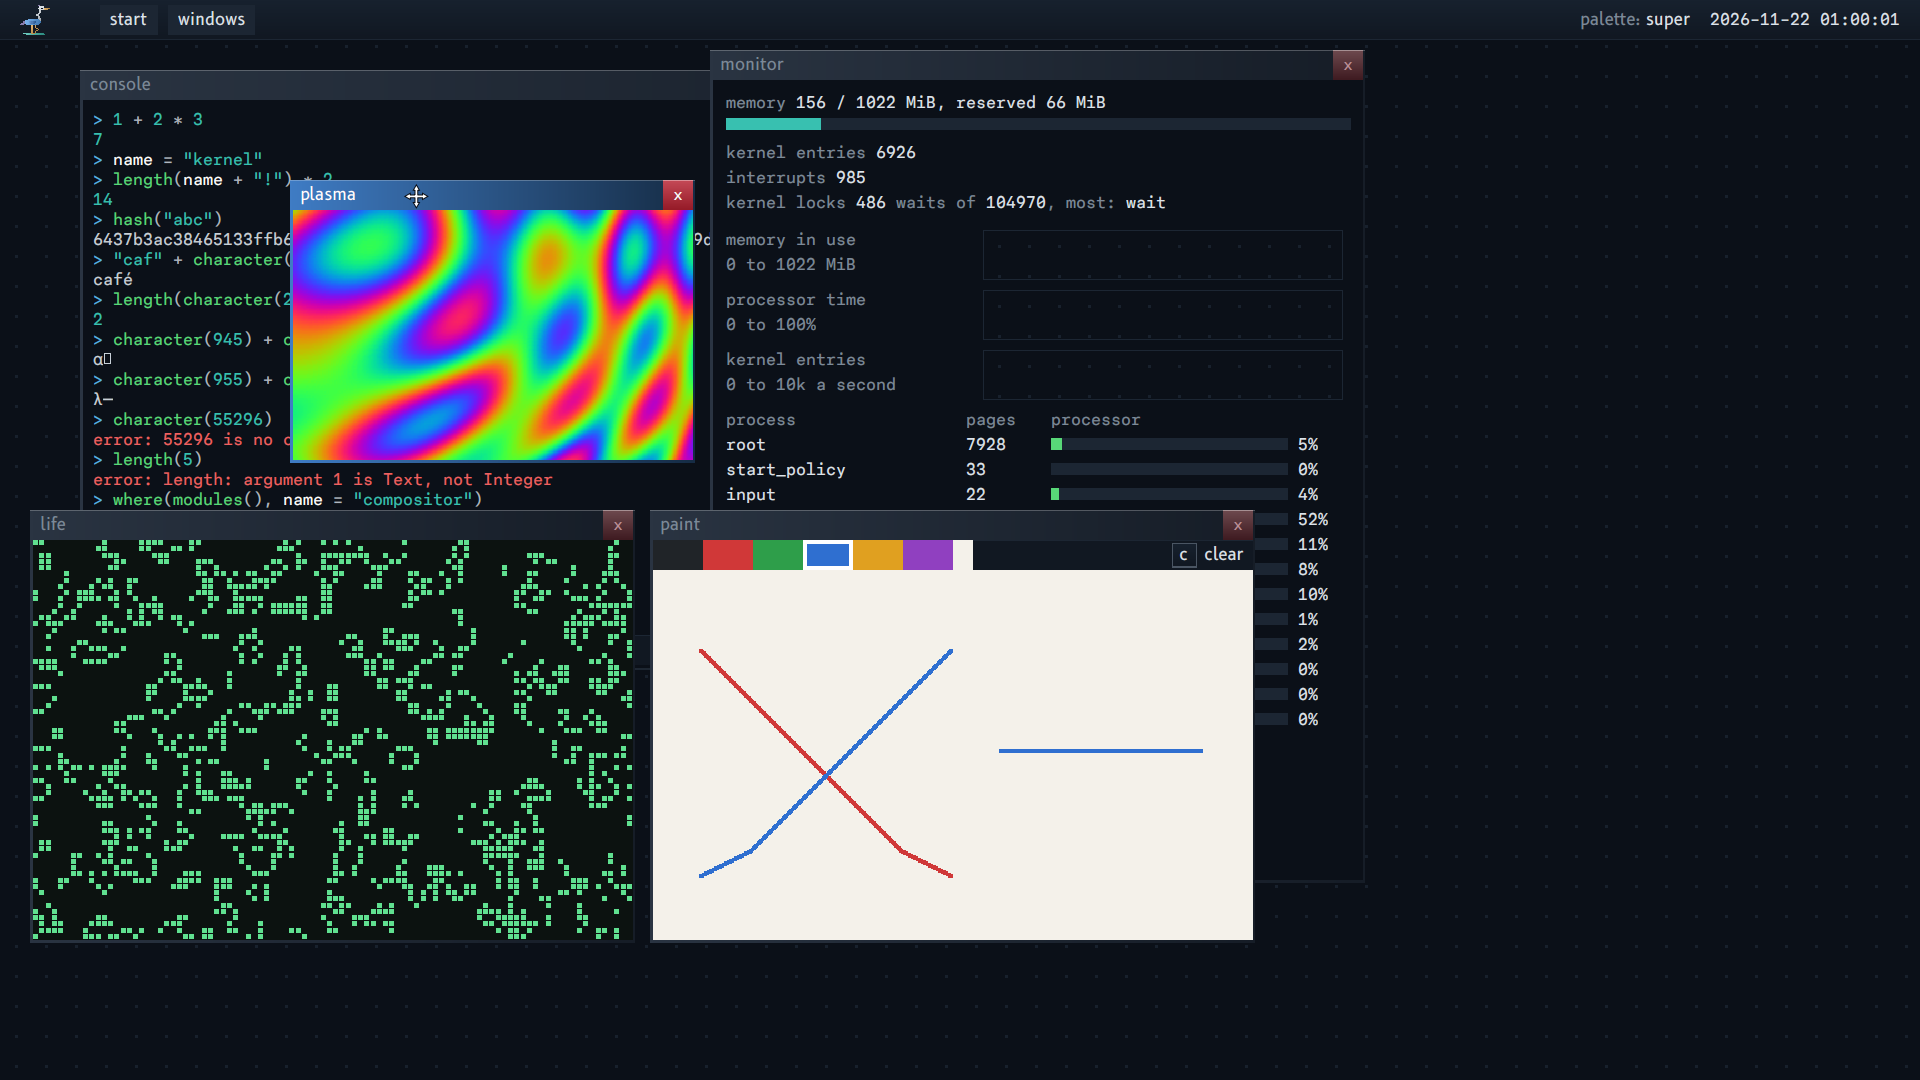 start windows palette: super 2026-11-22 01:00:01
console
> 1 + 2 * 3
7
> name = "kernel"
> length(name + "!") * 2
14
> hash("abc")
6437b3ac38465133ffb6
> "caf" + character(
café
> length(character(2
2
> character(945) + c
α
> character(955) + c
λ—
> character(55296)
error: 55296 is no c
> length(5)
error: length: argument 1 is Text, not Integer
> where(modules(), name = "compositor")
plasma x
monitor x
memory 156 / 1022 MiB, reserved 66 MiB
kernel entries 6926
interrupts 985
kernel locks 486 waits of 104970, most: wait
memory in use
0 to 1022 MiB
processor time
0 to 100%
kernel entries
0 to 10k a second
process pages processor
root 7928 5%
start_policy 33 0%
input 22 4%
52%
11%
8%
10%
1%
2%
0%
0%
0%
life x
paint x
c clear